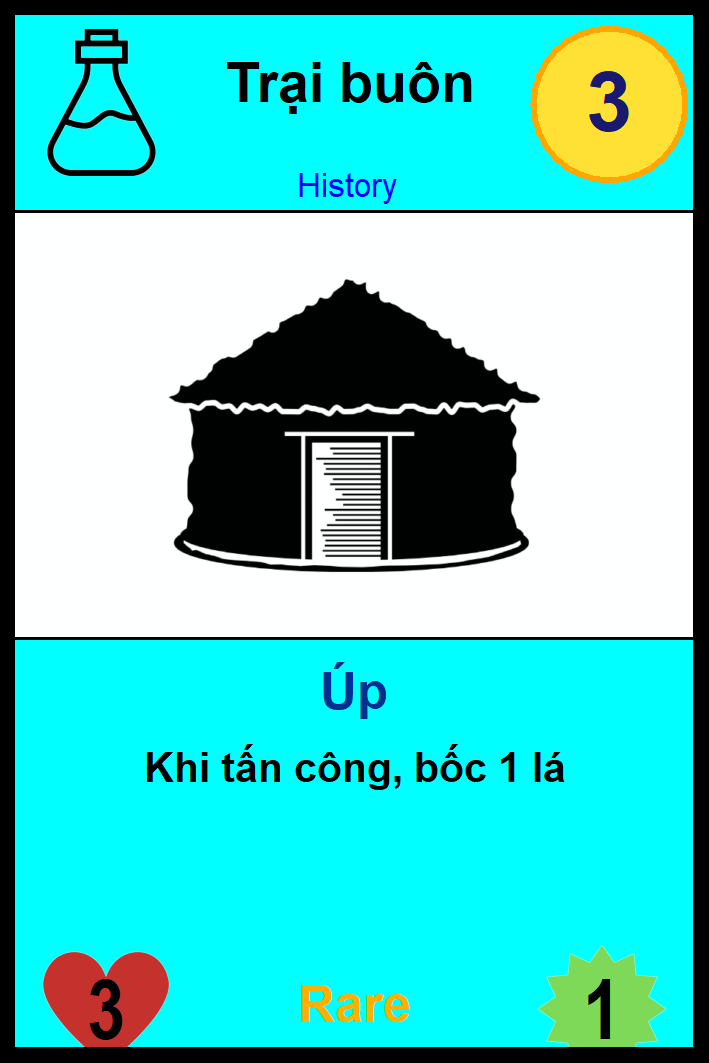 Trại buôn
3
History
Úp
Khi tấn công, bốc 1 lá
3
Rare
1